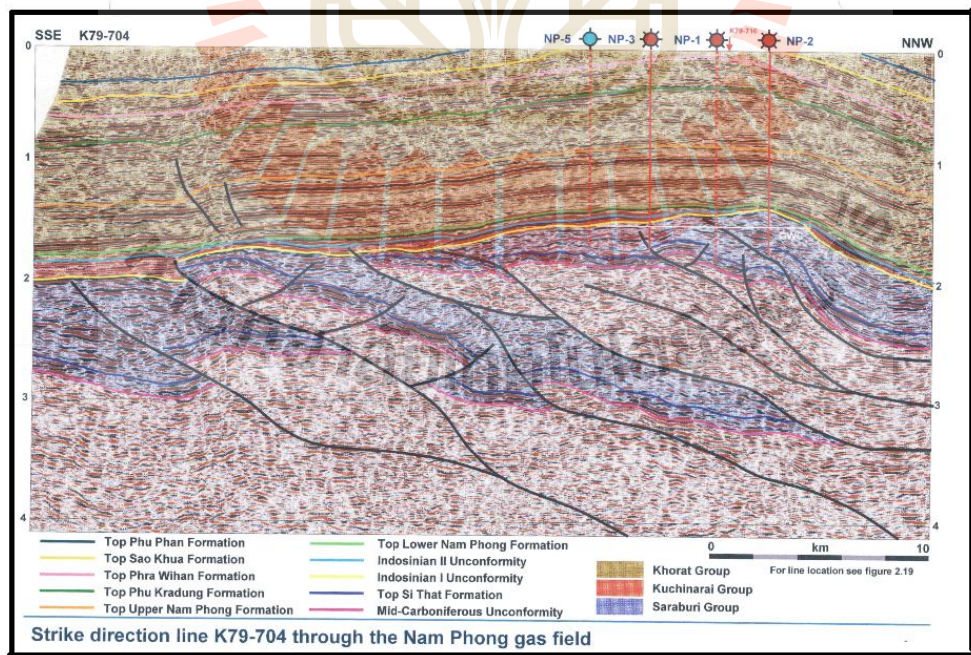 SSE K79-704 NP-5 NP-3 NP-1 K79-716 NP-2 NNW
0 0
1 1
GWC
2 2
3 3
4 4
Top Phu Phan Formation
Top Sao Khua Formation
Top Phra Wihan Formation
Top Phu Kradung Formation
Top Upper Nam Phong Formation
Top Lower Nam Phong Formation
Indosinian II Unconformity
Indosinian I Unconformity
Top Si That Formation
Mid-Carboniferous Unconformity
0 km 10
For line location see figure 2.19
Khorat Group
Kuchinarai Group
Saraburi Group
Strike direction line K79-704 through the Nam Phong gas field